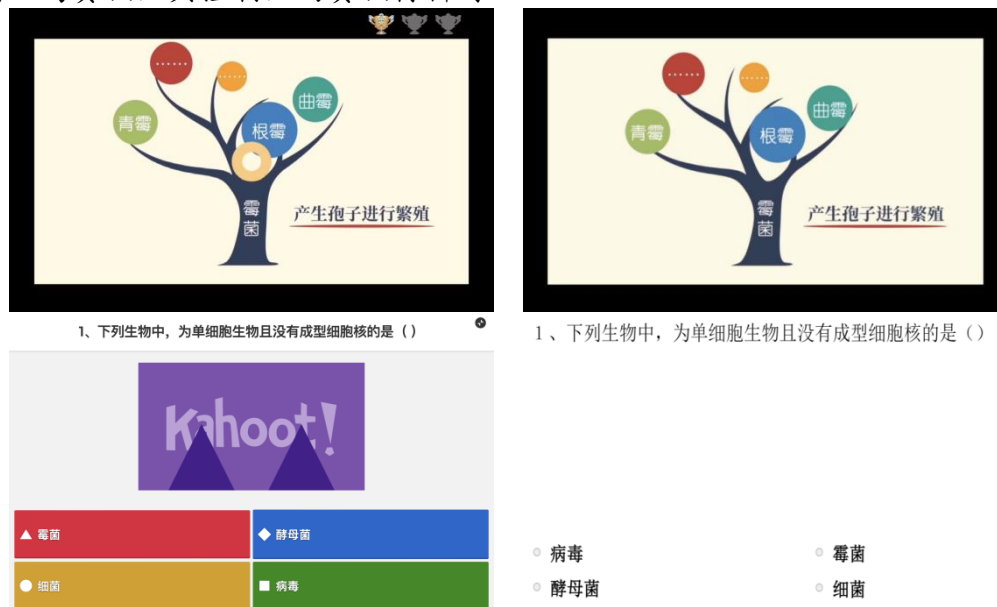 ……
……
曲霉
青霉
根霉
霉菌
产生孢子进行繁殖
……
……
曲霉
青霉
根霉
霉菌
产生孢子进行繁殖
1、下列生物中，为单细胞生物且没有成型细胞核的是（）
Kahoot!
霉菌
酵母菌
细菌
病毒
1、下列生物中，为单细胞生物且没有成型细胞核的是（）
病毒
霉菌
酵母菌
细菌